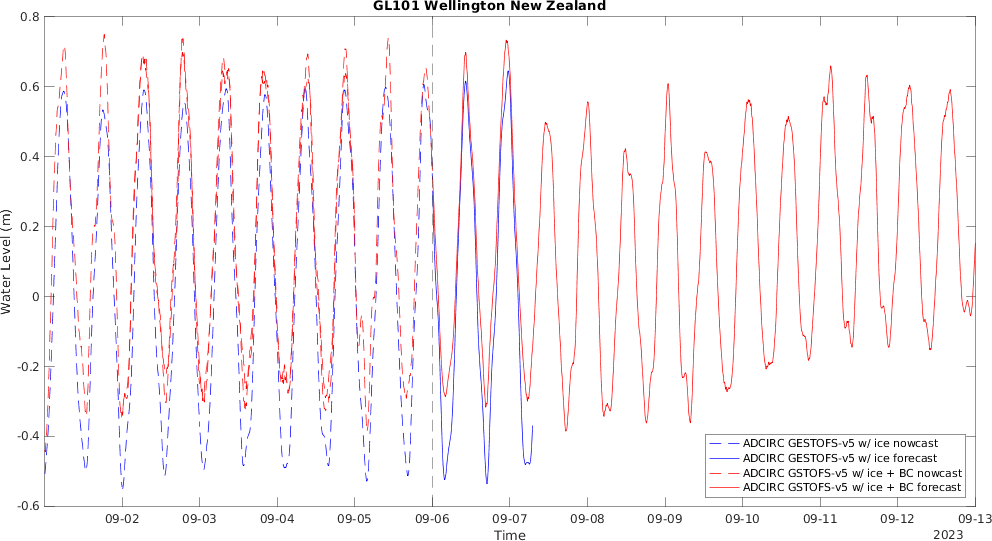 GL101 Wellington New Zealand
0.8
0.6
0.4
0.2
0
-0.2
-0.4
-0.6
Water Level (m)
ADCIRC GESTOFS-v5 w/ ice nowcast
ADCIRC GESTOFS-v5 w/ ice forecast
ADCIRC GSTOFS-v5 w/ ice + BC nowcast
ADCIRC GSTOFS-v5 w/ ice + BC forecast
09-02 09-03 09-04 09-05 09-06 09-07 09-08 09-09 09-10 09-11 09-12 09-13
Time
2023